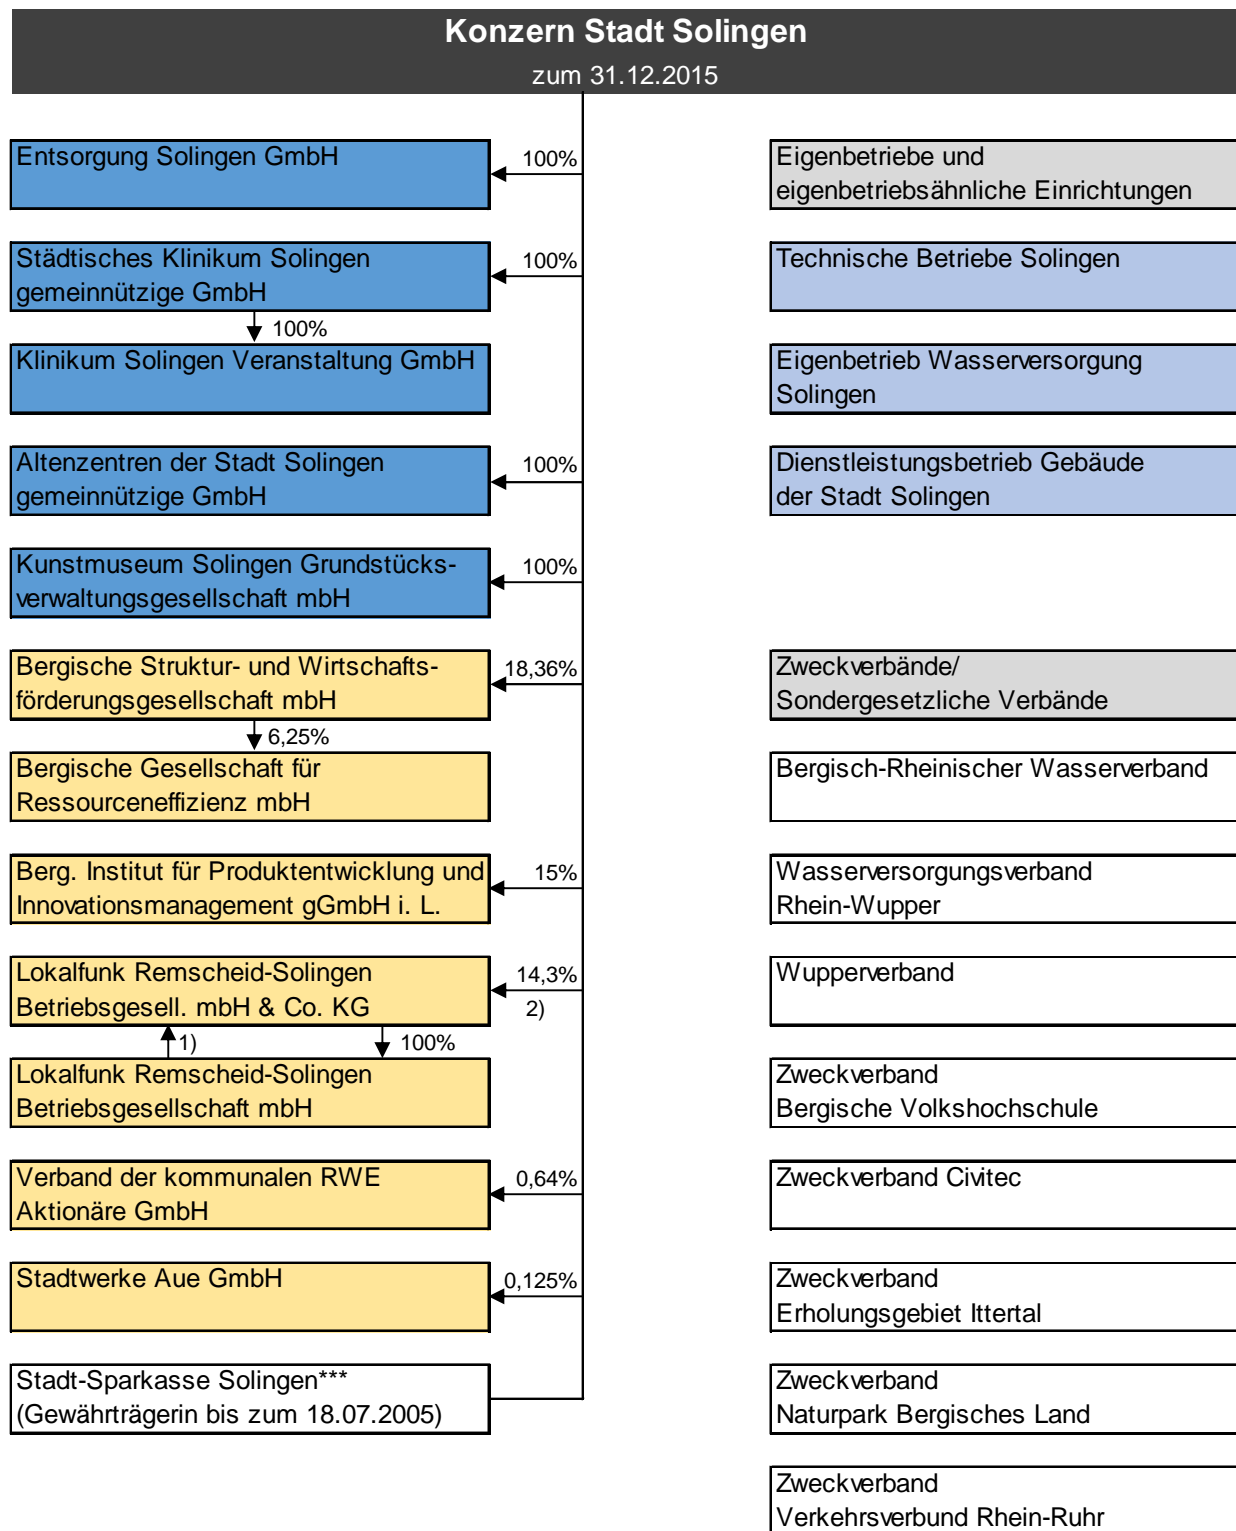 Konzern Stadt Solingen
zum 31.12.2015
Entsorgung Solingen GmbH
100%
Städtisches Klinikum Solingen
gemeinnützige GmbH
100%
100%
Klinikum Solingen Veranstaltung GmbH
Altenzentren der Stadt Solingen
gemeinnützige GmbH
100%
Kunstmuseum Solingen Grundstücks-
verwaltungsgesellschaft mbH
100%
Bergische Struktur- und Wirtschafts-
förderungsgesellschaft mbH
18,36%
6,25%
Bergische Gesellschaft für
Ressourceneffizienz mbH
Berg. Institut für Produktentwicklung und
Innovationsmanagement gGmbH i. L.
15%
Lokalfunk Remscheid-Solingen
Betriebsgesell. mbH & Co. KG
14,3%
2)
1)
100%
Lokalfunk Remscheid-Solingen
Betriebsgesellschaft mbH
Verband der kommunalen RWE
Aktionäre GmbH
0,64%
Stadtwerke Aue GmbH
0,125%
Stadt-Sparkasse Solingen***
(Gewährträgerin bis zum 18.07.2005)
Eigenbetriebe und
eigenbetriebsähnliche Einrichtungen
Technische Betriebe Solingen
Eigenbetrieb Wasserversorgung
Solingen
Dienstleistungsbetrieb Gebäude
der Stadt Solingen
Zweckverbände/
Sondergesetzliche Verbände
Bergisch-Rheinischer Wasserverband
Wasserversorgungsverband
Rhein-Wupper
Wupperverband
Zweckverband
Bergische Volkshochschule
Zweckverband Civitec
Zweckverband
Erholungsgebiet Ittertal
Zweckverband
Naturpark Bergisches Land
Zweckverband
Verkehrsverbund Rhein-Ruhr